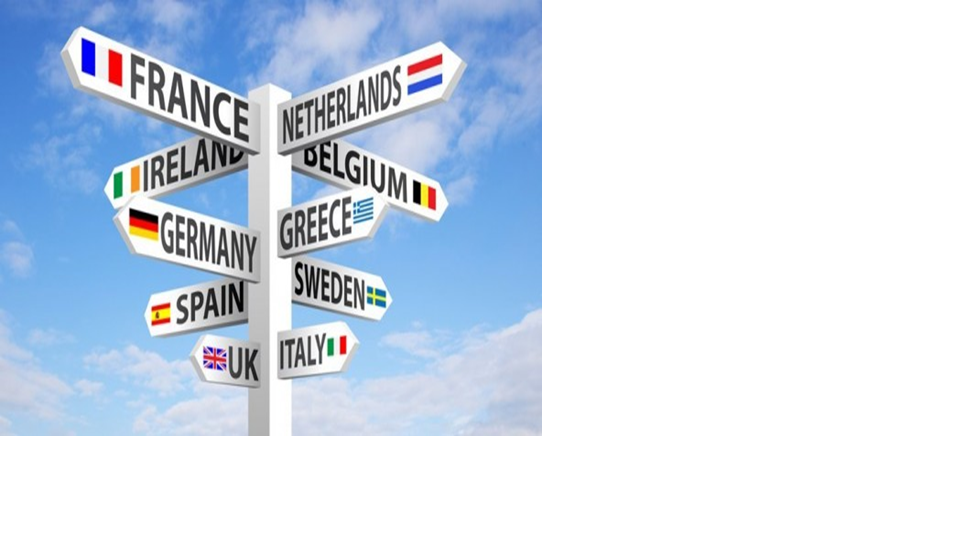 FRANCE
NETHERLANDS
IRELAND
BELGIUM
GERMANY
GREECE
SPAIN
SWEDEN
UK
ITALY